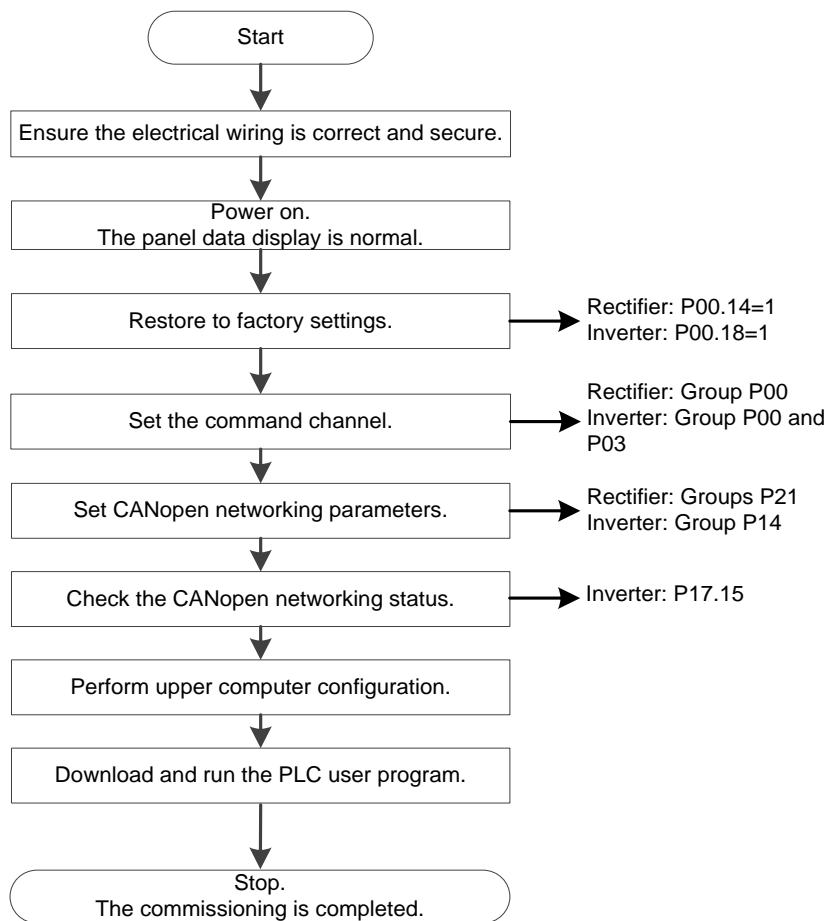 Start
Ensure the electrical wiring is correct and secure.
Power on.
The panel data display is normal.
Restore to factory settings.
Rectifier: P00.14=1
Inverter: P00.18=1
Set the command channel.
Rectifier: Group P00
Inverter: Group P00 and
P03
Set CANopen networking parameters.
Rectifier: Groups P21
Inverter: Group P14
Check the CANopen networking status.
Inverter: P17.15
Perform upper computer configuration.
Download and run the PLC user program.
Stop.
The commissioning is completed.